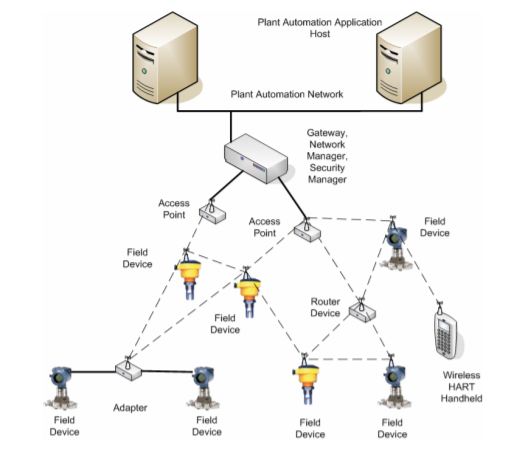 Plant Automation Application
Host
Plant Automation Network
Gateway,
Network
Manager,
Security
Manager
Access
Point
Access
Point
Field
Device
Field
Device
Field
Device
Router
Device
Wireless
HART
Handheld
Adapter
Field
Device
Field
Device
Field
Device
Field
Device